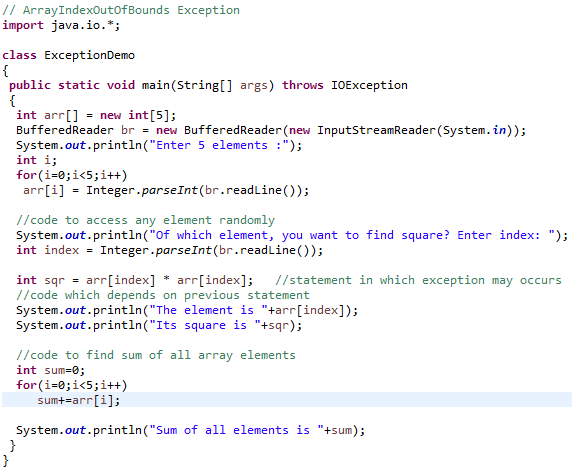 // ArrayIndexOutOfBounds Exception
import java.io.*;

class ExceptionDemo
{
 public static void main(String[] args) throws IOException
 {
  int arr[] = new int[5];
  BufferedReader br = new BufferedReader(new InputStreamReader(System.in));
  System.out.println("Enter 5 elements :");
  int i;
  for(i=0;i<5;i++)
   arr[i] = Integer.parseInt(br.readLine());

  //code to access any element randomly
  System.out.println("Of which element, you want to find square? Enter index: ");
  int index = Integer.parseInt(br.readLine());

  int sqr = arr[index] * arr[index];   //statement in which exception may occurs
  //code which depends on previous statement
  System.out.println("The element is "+arr[index]);
  System.out.println("Its square is "+sqr);

  //code to find sum of all array elements
  int sum=0;
  for(i=0;i<5;i++)
     sum+=arr[i];

  System.out.println("Sum of all elements is "+sum);
 }
}